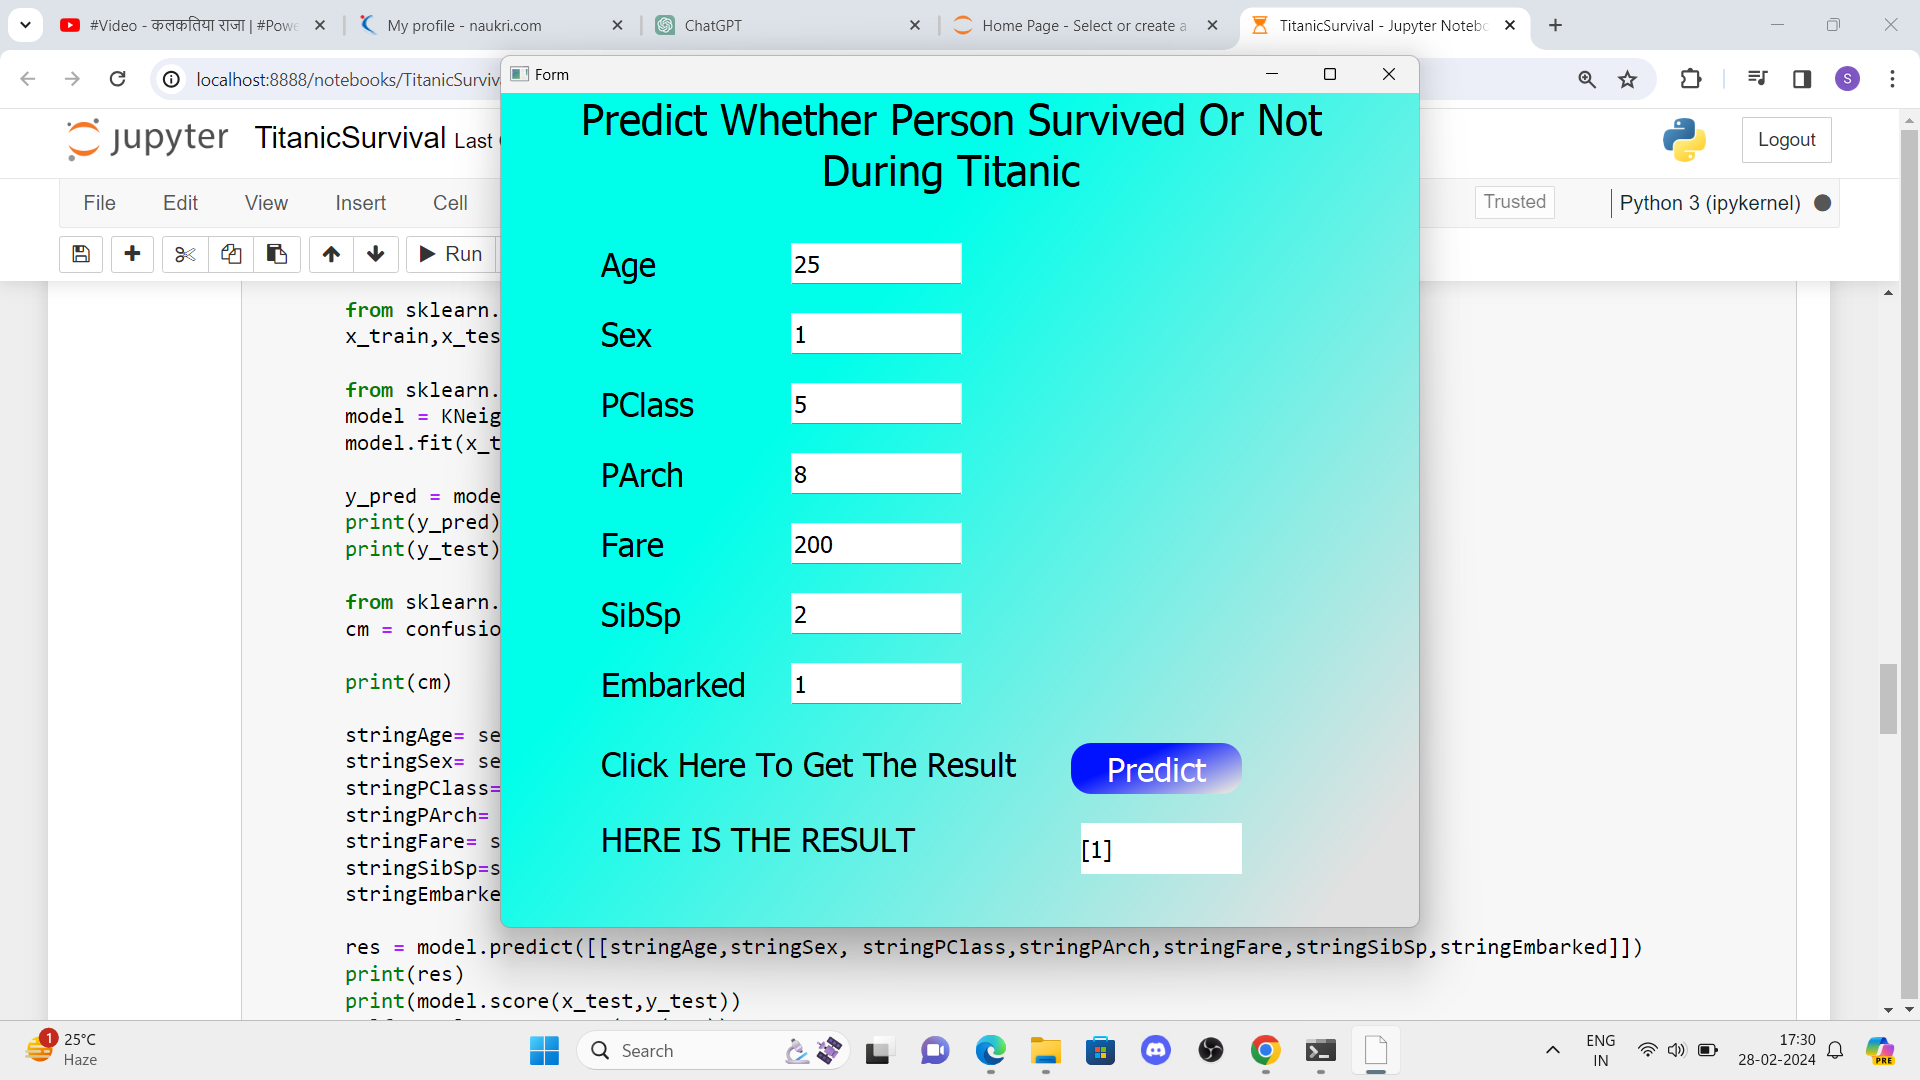 #Video - कलकतिया राजा | #Powe
My profile - naukri.com
ChatGPT
Home Page - Select or create a
TitanicSurvival - Jupyter Notebo
localhost:8888/notebooks/TitanicSurviv
S
Form
Predict Whether Person Survived Or Not
During Titanic
jupyter TitanicSurvival Last
Logout
File Edit View Insert Cell
Trusted
Python 3 (ipykernel)
Run
from sklearn.
x_train,x_tes
from sklearn.
model = KNeig
model.fit(x_t
y_pred = mode
print(y_pred)
print(y_test)
from sklearn.
cm = confusio
print(cm)
stringAge= se
stringSex= se
stringPClass=
stringPArch=
stringFare= s
stringSibSp=s
stringEmbarke
Age 25
Sex 1
PClass 5
PArch 8
Fare 200
SibSp 2
Embarked 1
Click Here To Get The Result Predict
HERE IS THE RESULT [1]
res = model.predict([[stringAge,stringSex, stringPClass,stringPArch,stringFare,stringSibSp,stringEmbarked]])
print(res)
print(model.score(x_test,y_test))
1
25°C
Haze
Search
PRE
ENG
IN
17:30
28-02-2024